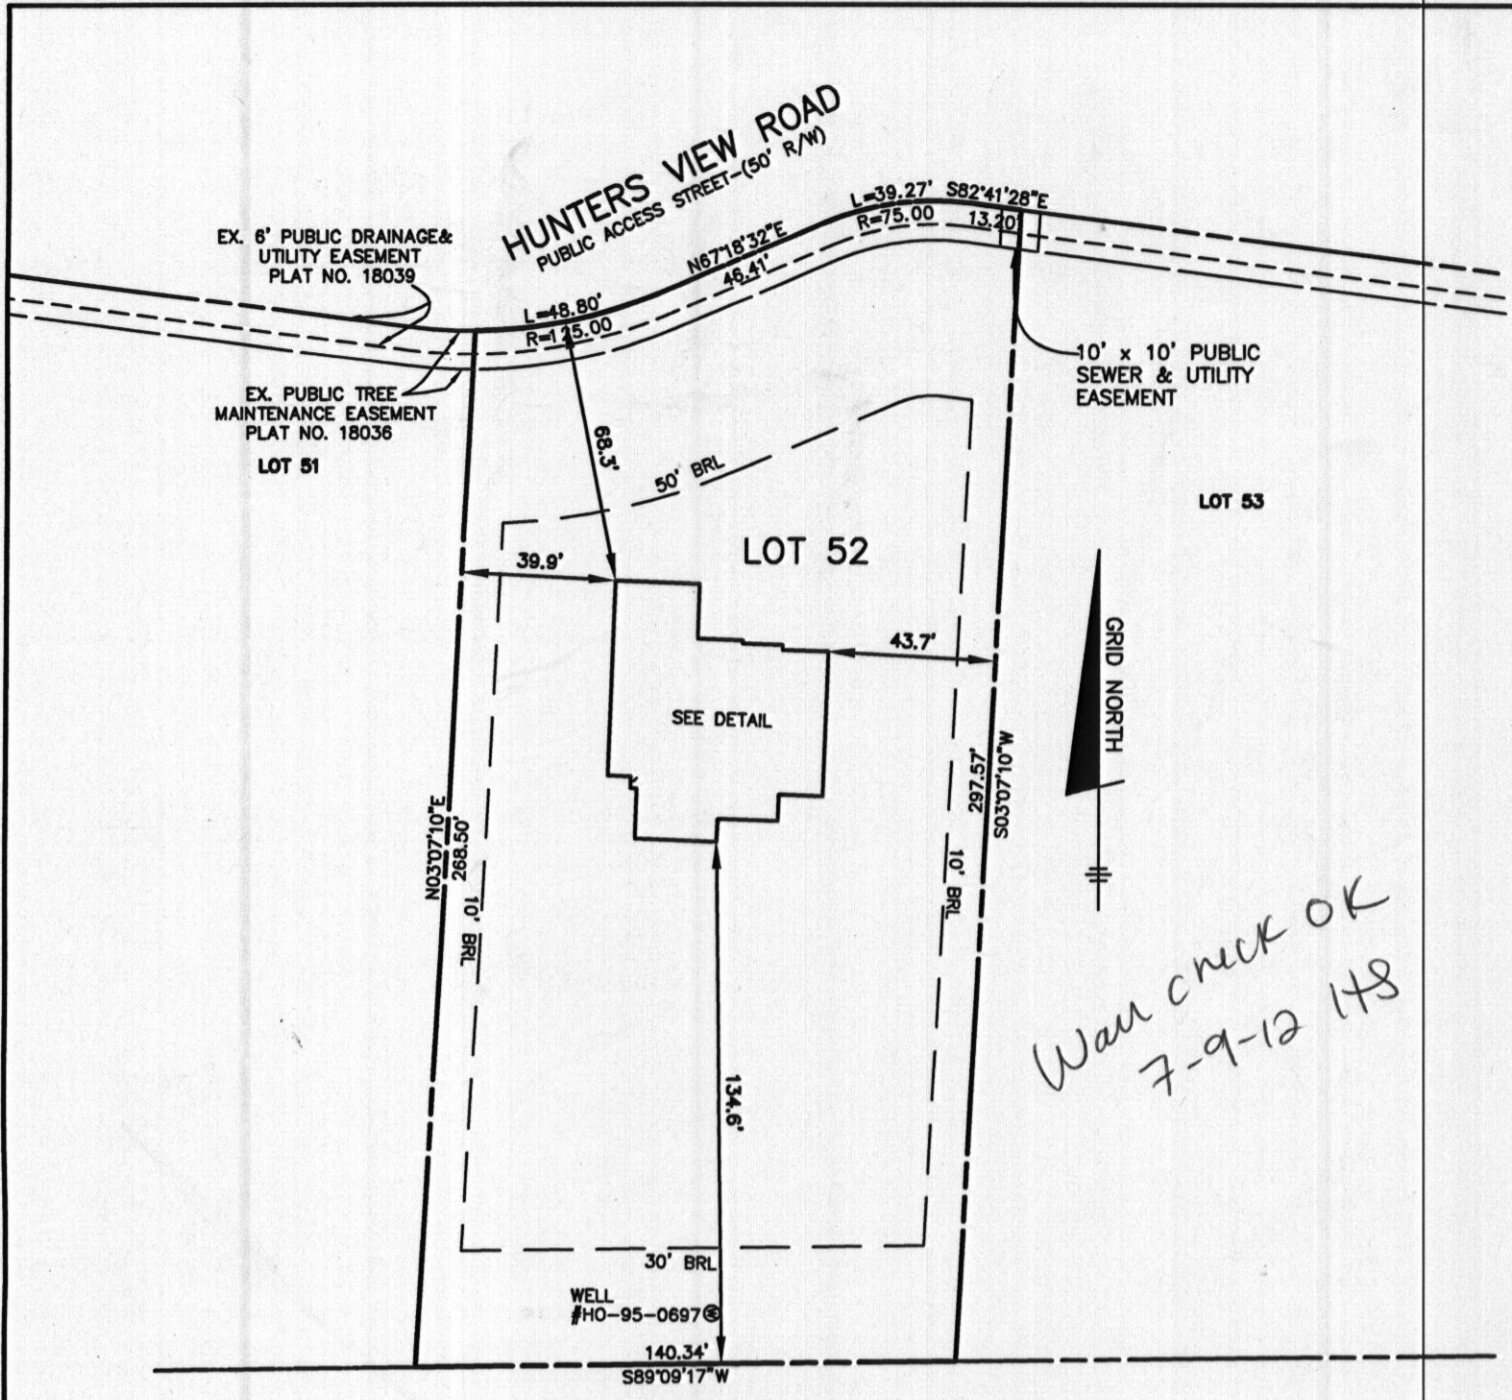 HUNTERS VIEW ROAD
PUBLIC ACCESS STREET-(50' R/W)
L=39.27'
R=75.00
S82°41'28"E
13.20'
EX. 6' PUBLIC DRAINAGE&
UTILITY EASEMENT
PLAT NO. 18039
N67°18'32"E
46.41'
L=48.80'
R=125.00
EX. PUBLIC TREE
MAINTENANCE EASEMENT
PLAT NO. 18036
LOT 51
10' x 10' PUBLIC
SEWER & UTILITY
EASEMENT
68.3'
50' BRL
LOT 53
LOT 52
39.9'
43.7'
GRID NORTH
SEE DETAIL
297.57'
S03°07'10"W
N03°07'10"E
268.50'
10' BRL
10' BRL
Wall check OK
7-9-12 HS
134.6'
30' BRL
WELL
#HO-95-0697
140.34'
S89°09'17"W